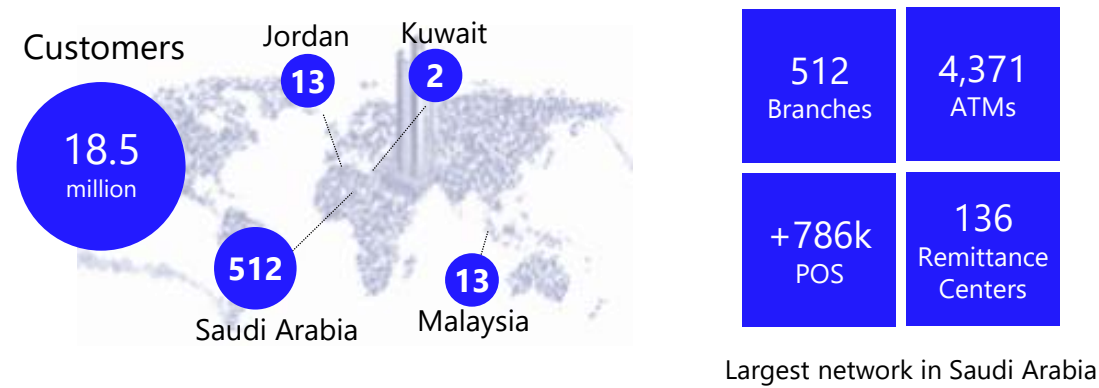 Customers
18.5
million
Jordan
13
Kuwait
2
512
Saudi Arabia
13
Malaysia
512
Branches
4,371
ATMs
+786k
POS
136
Remittance
Centers
Largest network in Saudi Arabia